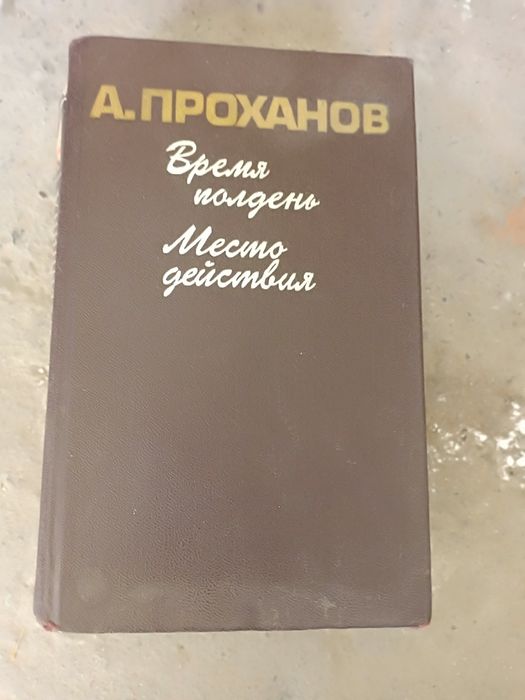 А.ПРОХАНОВ
Время
полдень
Место
действия